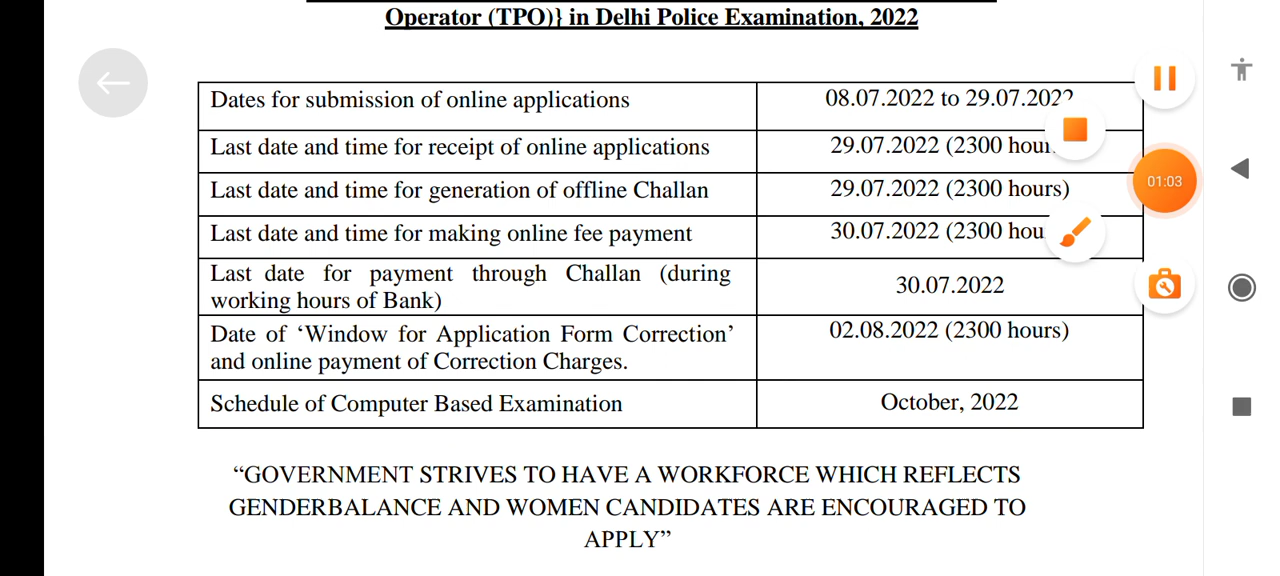 Operator (TPO)} in Delhi Police Examination, 2022
Dates for submission of online applications
08.07.2022 to 29.07.2022
Last date and time for receipt of online applications
29.07.2022 (2300
Last date and time for generation of offline Challan
29.07.2022 (2300 hours)
Last date and time for making online fee payment
30.07.2022 (2300
Last date for payment through Challan (during
working hours of Bank)
30.07.2022
Date of ‘Window for Application Form Correction’
and online payment of Correction Charges.
02.08.2022 (2300 hours)
Schedule of Computer Based Examination
October, 2022
“GOVERNMENT STRIVES TO HAVE A WORKFORCE WHICH REFLECTS
GENDERBALANCE AND WOMEN CANDIDATES ARE ENCOURAGED TO
APPLY”
01:03